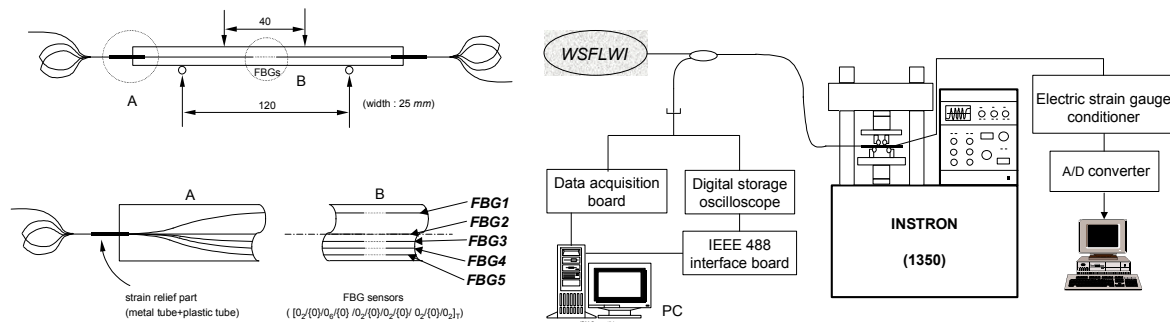 40
FBGs
B
A
120
(width : 25 mm)
A
B
FBG1
FBG2
FBG3
FBG4
FBG5
strain relief part
(metal tube+plastic tube)
FBG sensors
( [0₂/{0}/0₆/{0} /0₂/{0}/0₂/{0}/ 0₂/{0}/0₂]T)
WSFLWI
Data acquisition
board
Digital storage
oscilloscope
IEEE 488
interface board
PC
INSTRON
(1350)
Electric strain gauge
conditioner
A/D converter